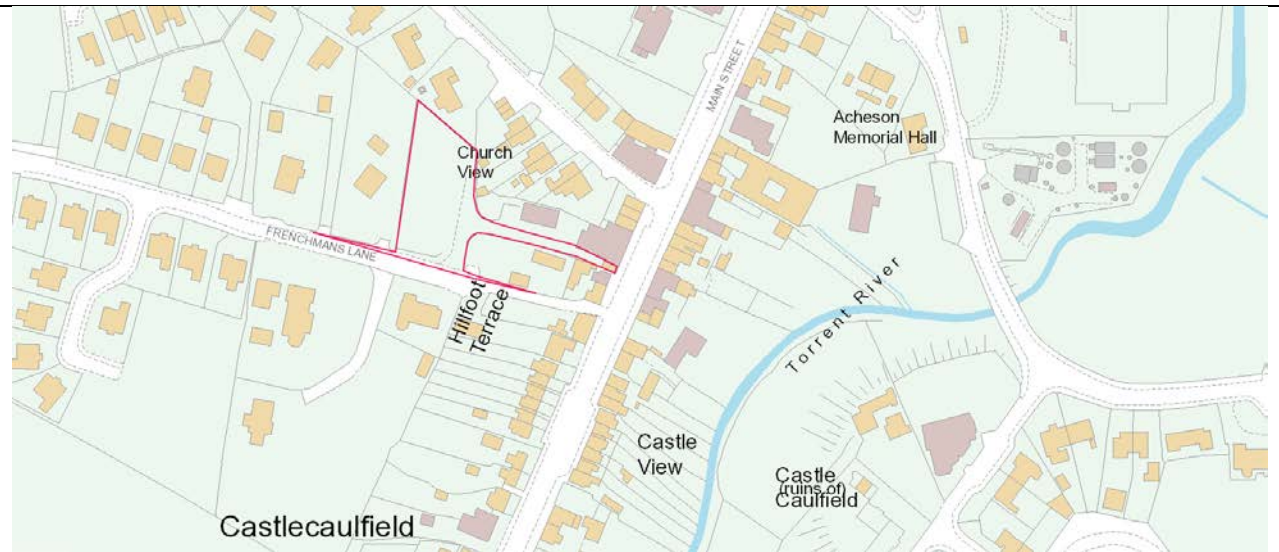 MAIN STREET
Acheson
Memorial Hall
Church
View
FRENCHMANS LANE
Hillfoot
Terrace
Torrent River
Castle
View
Castle
(ruins of)
Caulfield
Castlecaulfield